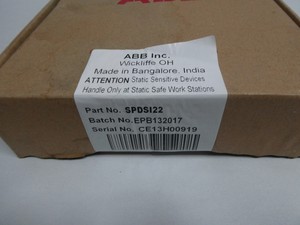 ABB Inc.
Wickliffe OH
Made in Bangalore, India
ATTENTION Static Sensitive Devices
Handle Only at Static Safe Work Stations
Part No. SPDSI22
Batch No.EPB132017
Serial No. CE13H00919